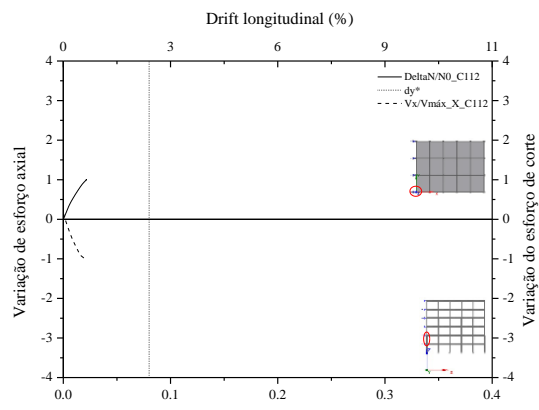 Drift longitudinal (%)
0 3 6 9 11
4 4
3 3
2 2
1 1
0 0
-1 -1
-2 -2
-3 -3
-4 -4
0.0 0.1 0.2 0.3 0.4
Variação de esforço axial
Variação do esforço de corte
DeltaN/N0_C112
dy*
Vx/Vmáx_X_C112